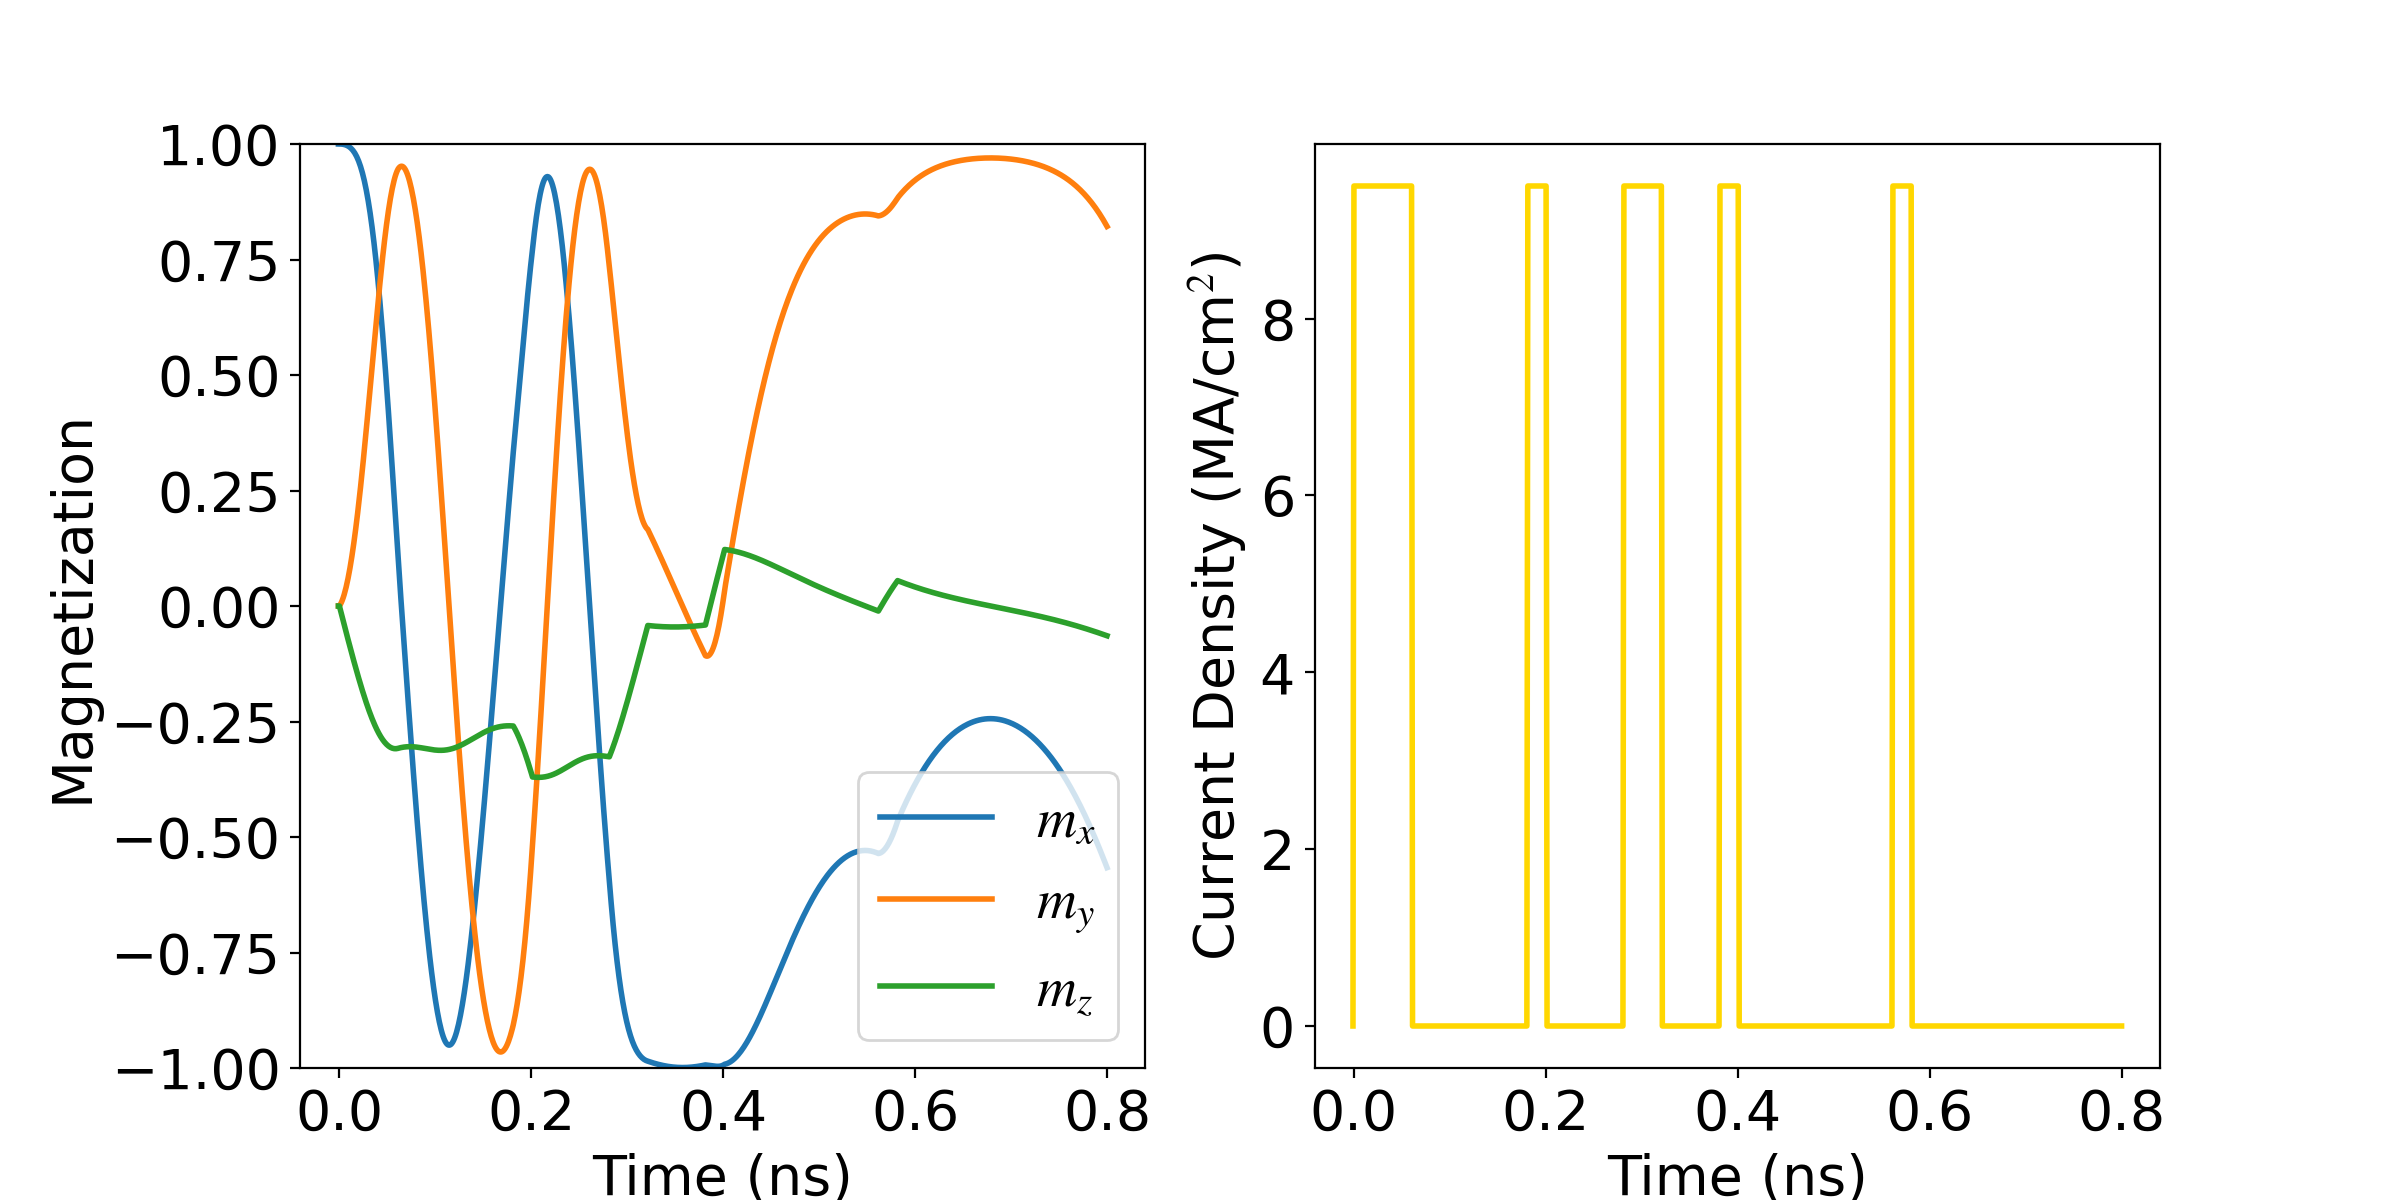 Magnetization
1.00
0.75
0.50
0.25
0.00
−0.25
−0.50
−0.75
−1.00
0.0 0.2 0.4 0.6 0.8
Time (ns)
m_x
m_y
m_z
Current Density (MA/cm²)
8
6
4
2
0
0.0 0.2 0.4 0.6 0.8
Time (ns)